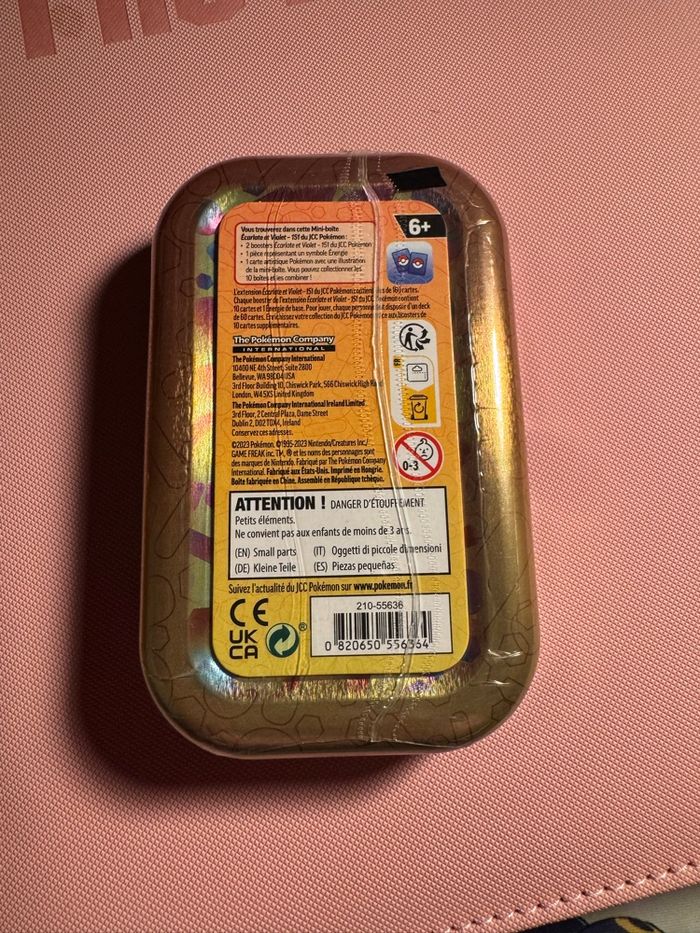 6+
Vous trouverez dans cette Mini-boîte
Écarlate et Violet – 151 du JCC Pokémon :
• 2 boosters Écarlate et Violet – 151 du JCC Pokémon
• 1 pièce représentant un symbole Énergie
• 1 carte artistique Pokémon avec une illustration
de la mini-boîte. Vous pouvez collectionner les
10 boîtes et les combiner !
L'extension Écarlate et Violet – 151 du JCC Pokémon contient de cartes.
Chaque booster de l'extension Écarlate et Violet – 151 du JCC Pokémon contient
10 cartes et 1 Énergie de base. Pour jouer, chaque personne doit disposer d'un deck
de 60 cartes. Enrichissez votre collection du JCC Pokémon aux boosters de
10 cartes supplémentaires.
The Pokémon Company
INTERNATIONAL
The Pokémon Company International
10400 NE 4th Street, Suite 2800
Bellevue, WA 98004 USA
3rd Floor Building 10, Chiswick Park, 566 Chiswick High Road
London, W4 5XS United Kingdom
The Pokémon Company International Ireland Limited
3rd Floor, 2 Central Plaza, Dame Street
Dublin 2, D02 T0X4, Ireland
Conservez ces adresses.
FR
©2023 Pokémon. ©1995-2023 Nintendo/Creatures Inc./
GAME FREAK inc. TM, ® et les noms des personnages sont
des marques de Nintendo. Fabriqué par The Pokémon Company
International. Fabriqué aux États-Unis. Imprimé en Hongrie.
Boîte fabriquée en Chine. Assemblé en République tchèque.
0-3
ATTENTION ! DANGER D'ÉTOUFFEMENT
Petits éléments.
Ne convient pas aux enfants de moins de 3 ans.
(EN) Small parts (IT) Oggetti di piccole dimensioni
(DE) Kleine Teile (ES) Piezas pequeñas
Suivez l'actualité du JCC Pokémon sur www.pokemon.fr
CE
UK
CA
®
210-55636
0 820650 556364